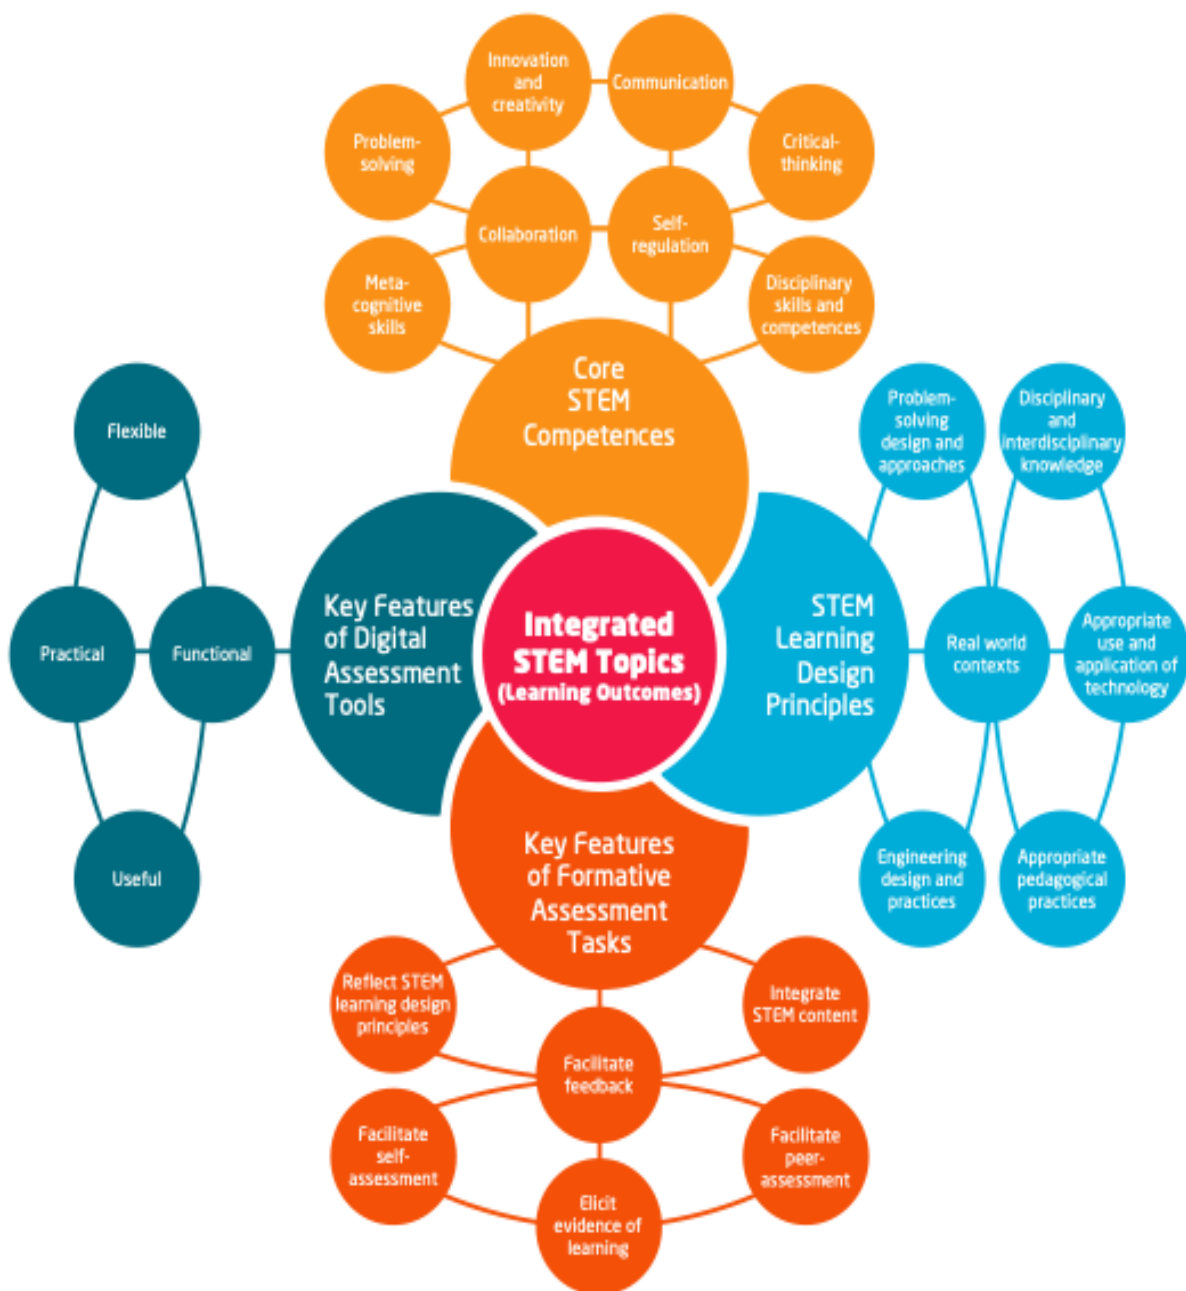 Innovation
and
creativity
Communication
Problem-
solving
Critical-
thinking
Collaboration
Self-
regulation
Meta-
cognitive
skills
Disciplinary
skills and
competences
Core
STEM
Competences
Flexible
Practical
Functional
Useful
Key Features
of Digital
Assessment
Tools
Integrated
STEM Topics
(Learning Outcomes)
STEM
Learning
Design
Principles
Problem-
solving
design and
approaches
Disciplinary
and
interdisciplinary
knowledge
Real world
contexts
Appropriate
use and
application of
technology
Engineering
design and
practices
Appropriate
pedagogical
practices
Key Features
of Formative
Assessment
Tasks
Reflect STEM
learning design
principles
Integrate
STEM content
Facilitate
feedback
Facilitate
self-
assessment
Facilitate
peer-
assessment
Elicit
evidence of
learning